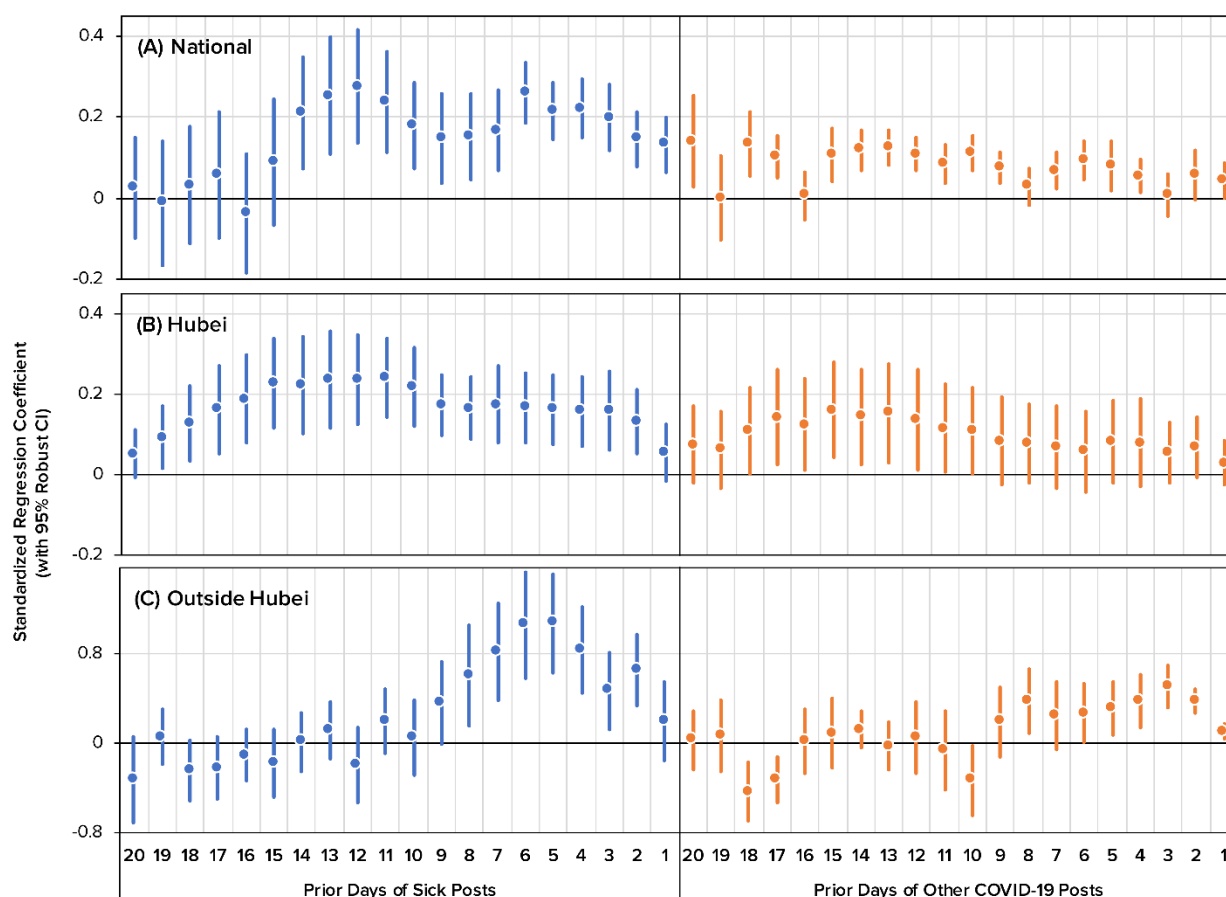 (A) National
0.4
0.2
0
-0.2
(B) Hubei
0.4
0.2
0
-0.2
(C) Outside Hubei
0.8
0
-0.8
Standardized Regression Coefficient
(with 95% Robust CI)
20 19 18 17 16 15 14 13 12 11 10 9 8 7 6 5 4 3 2 1 20 19 18 17 16 15 14 13 12 11 10 9 8 7 6 5 4 3 2 1
Prior Days of Sick Posts
Prior Days of Other COVID-19 Posts